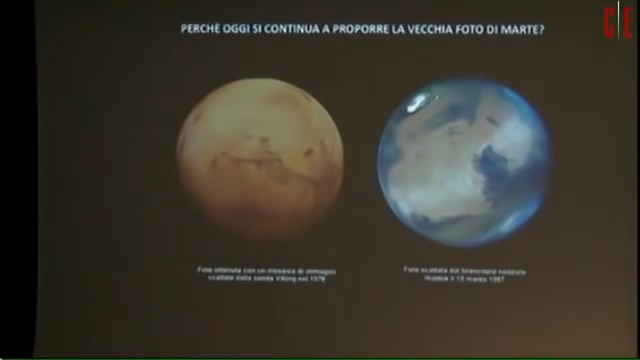 PERCHÈ OGGI SI CONTINUA A PROPORRE LA VECCHIA FOTO DI MARTE?
C E
Foto ottenuta con un mosaico di immagini
scattate dalla sonda Viking nel 1976
Foto scattata dal telescopio spaziale
Hubble il 10 marzo 1997